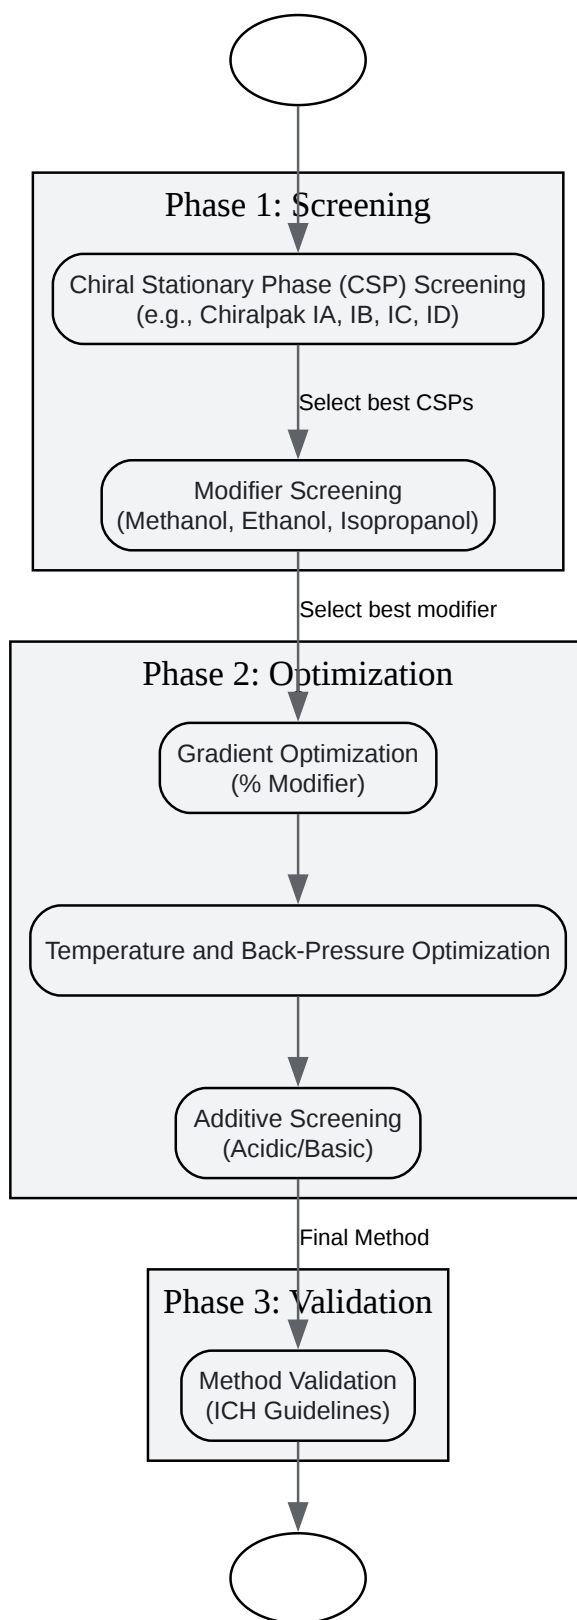 Phase 1: Screening
Chiral Stationary Phase (CSP) Screening
(e.g., Chiralpak IA, IB, IC, ID)
Select best CSPs
Modifier Screening
(Methanol, Ethanol, Isopropanol)
Select best modifier
Phase 2: Optimization
Gradient Optimization
(% Modifier)
Temperature and Back-Pressure Optimization
Additive Screening
(Acidic/Basic)
Final Method
Phase 3: Validation
Method Validation
(ICH Guidelines)